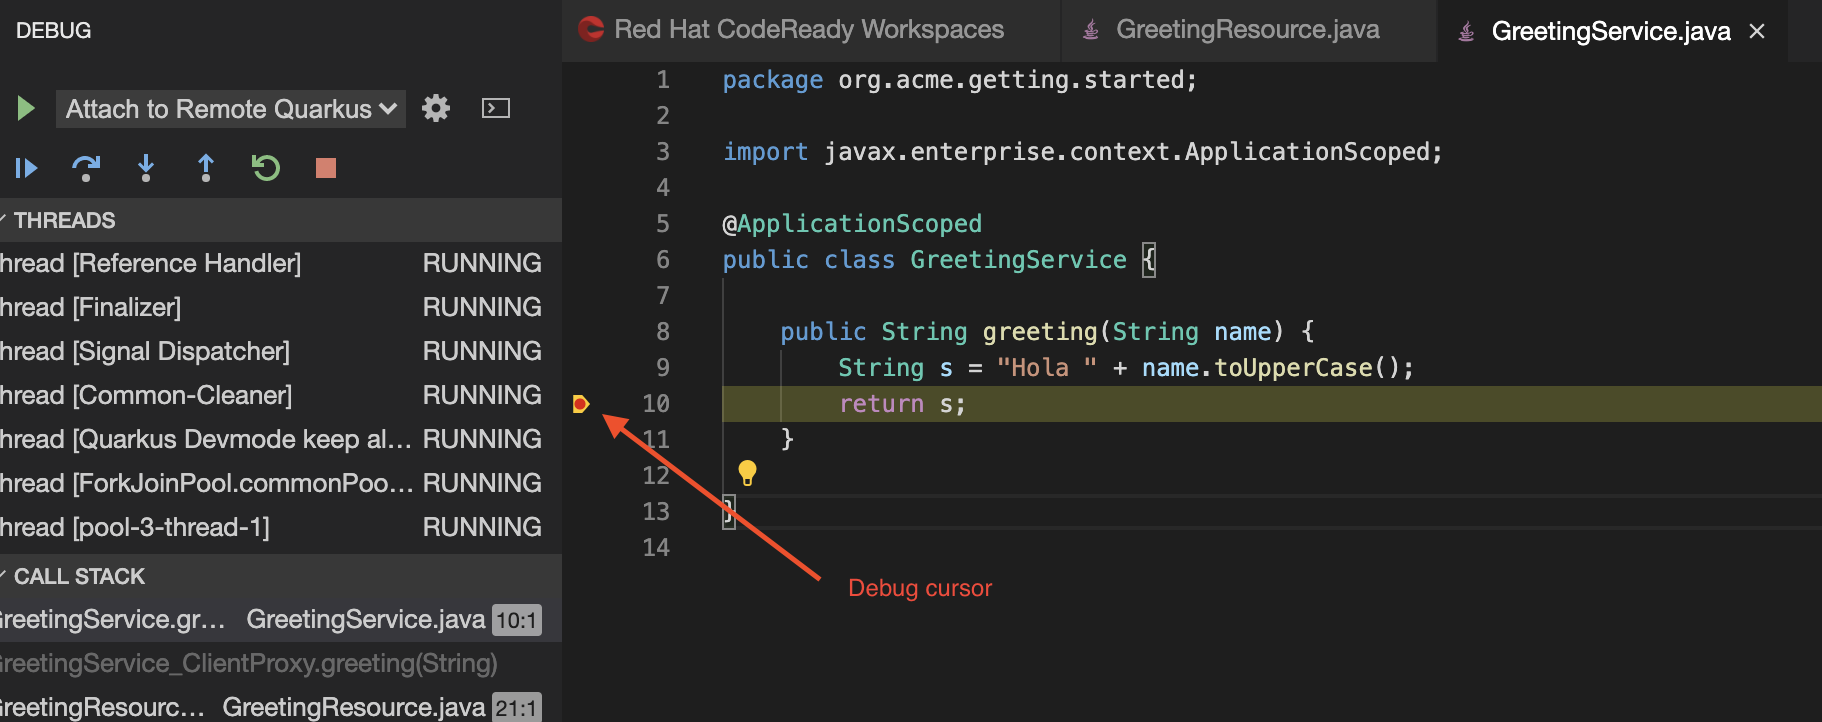 DEBUG
Attach to Remote Quarkus
THREADS
hread [Reference Handler] RUNNING
hread [Finalizer] RUNNING
hread [Signal Dispatcher] RUNNING
hread [Common-Cleaner] RUNNING
hread [Quarkus Devmode keep al... RUNNING
hread [ForkJoinPool.commonPoo... RUNNING
hread [pool-3-thread-1] RUNNING
CALL STACK
GreetingService.gr... GreetingService.java 10:1
GreetingService_ClientProxy.greeting(String)
GreetingResourc... GreetingResource.java 21:1
Red Hat CodeReady Workspaces GreetingResource.java GreetingService.java
1 package org.acme.getting.started;
2
3 import javax.enterprise.context.ApplicationScoped;
4
5 @ApplicationScoped
6 public class GreetingService {
7
8 public String greeting(String name) {
9 String s = "Hola " + name.toUpperCase();
10 return s;
11 }
12
13 }
14
Debug cursor